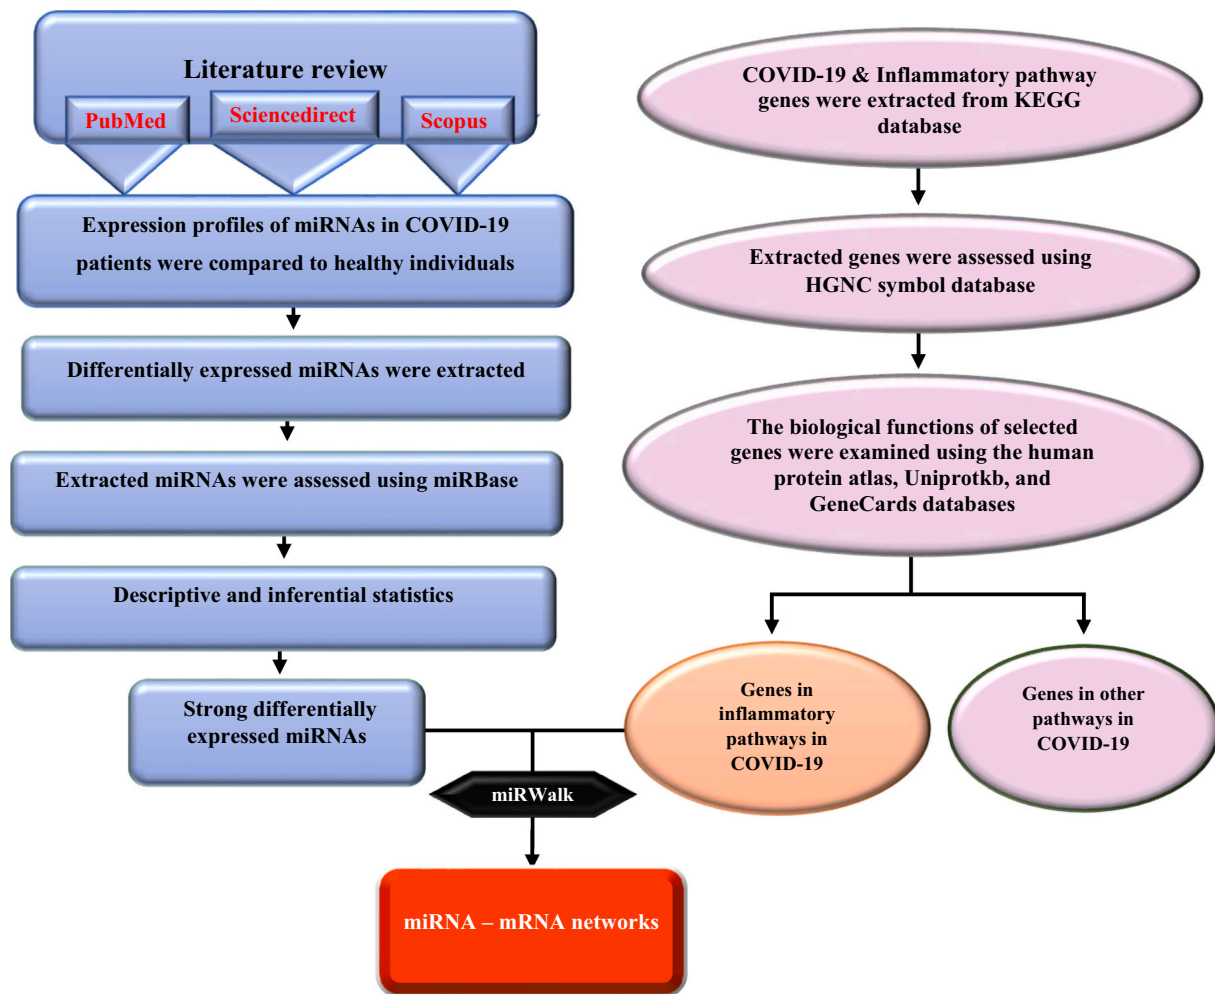 Literature review
PubMed
Sciencedirect
Scopus
Expression profiles of miRNAs in COVID-19
patients were compared to healthy individuals
Differentially expressed miRNAs were extracted
Extracted miRNAs were assessed using miRBase
Descriptive and inferential statistics
Strong differentially
expressed miRNAs
COVID-19 & Inflammatory pathway
genes were extracted from KEGG
database
Extracted genes were assessed using
HGNC symbol database
The biological functions of selected
genes were examined using the human
protein atlas, Uniprotkb, and
GeneCards databases
Genes in
inflammatory
pathways in
COVID-19
Genes in other
pathways in
COVID-19
miRWalk
miRNA – mRNA networks